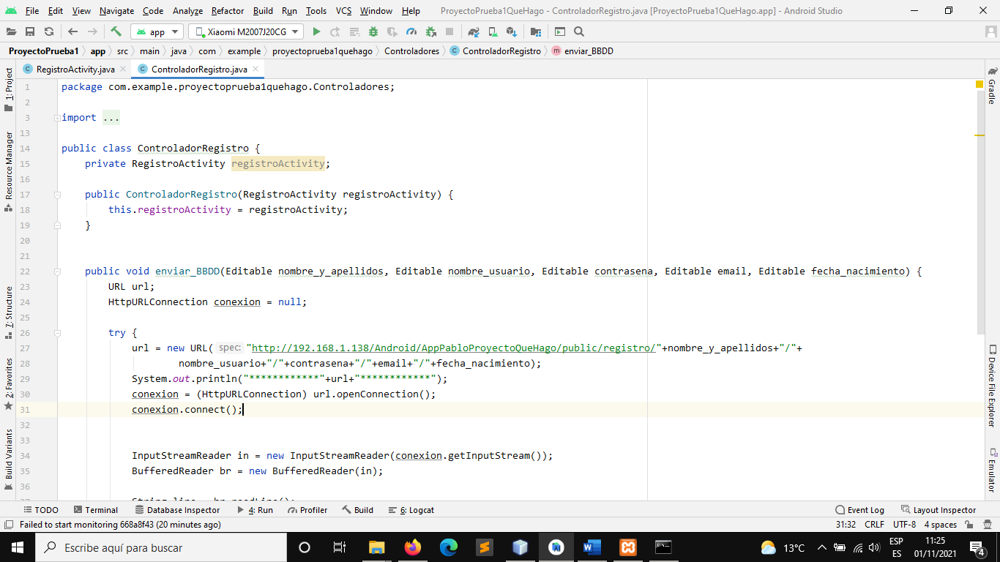 File Edit View Navigate Code Analyze Refactor Build Run Tools VCS Window Help ProyectoPrueba1QueHago - ControladorRegistro.java [ProyectoPrueba1QueHago.app] - Android Studio
app Xiaomi M2007J20CG
ProyectoPrueba1 app src main java com example proyectoprueba1quehago Controladores ControladorRegistro enviar_BBDD
RegistroActivity.java ControladorRegistro.java
1: Project
Resource Manager
7: Structure
2: Favorites
Build Variants
1 package com.example.proyectoprueba1quehago.Controladores;
2
3 import ...
13
14 public class ControladorRegistro {
15 private RegistroActivity registroActivity;
16
17 public ControladorRegistro(RegistroActivity registroActivity) {
18 this.registroActivity = registroActivity;
19 }
20
21
22 public void enviar_BBDD(Editable nombre_y_apellidos, Editable nombre_usuario, Editable contrasena, Editable email, Editable fecha_nacimiento) {
23 URL url;
24 HttpURLConnection conexion = null;
25
26 try {
27 url = new URL( spec: "http://192.168.1.138/Android/AppPabloProyectoQueHago/public/registro/"+nombre_y_apellidos+"/"+
28 nombre_usuario+"/"+contrasena+"/"+email+"/"+fecha_nacimiento);
29 System.out.println("************"+url+"************");
30 conexion = (HttpURLConnection) url.openConnection();
31 conexion.connect();
32
33
34 InputStreamReader in = new InputStreamReader(conexion.getInputStream());
35 BufferedReader br = new BufferedReader(in);
36
Gradle
Device File Explorer
Emulator
TODO Terminal Database Inspector 4: Run Profiler Build 6: Logcat Event Log Layout Inspector
Failed to start monitoring 668a8f43 (20 minutes ago) 31:32 CRLF UTF-8 4 spaces
Escribe aquí para buscar 13°C ESP 11:25
ES 01/11/2021 4